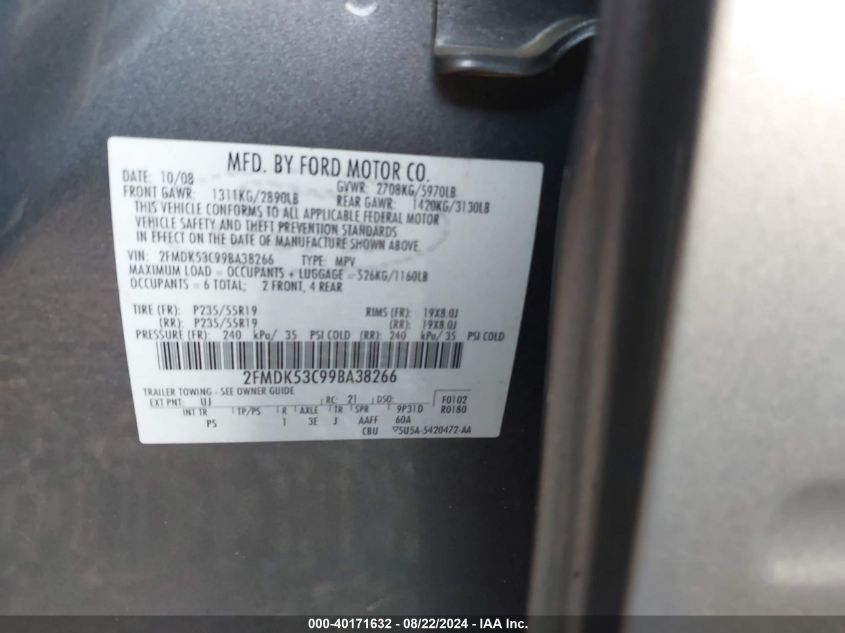 MFD. BY FORD MOTOR CO.
DATE: 10/08 GVWR: 2708KG/5970LB
FRONT GAWR: 1311KG/2890LB REAR GAWR: 1420KG/3130LB
THIS VEHICLE CONFORMS TO ALL APPLICABLE FEDERAL MOTOR
VEHICLE SAFETY AND THEFT PREVENTION STANDARDS
IN EFFECT ON THE DATE OF MANUFACTURE SHOWN ABOVE.
VIN: 2FMDK53C99BA38266 TYPE: MPV
MAXIMUM LOAD = OCCUPANTS + LUGGAGE = 526KG/1160LB
OCCUPANTS = 6 TOTAL; 2 FRONT, 4 REAR
TIRE (FR): P235/55R19 RIMS (FR): 19X8.0J
(RR): P235/55R19 (RR): 19X8.0J
PRESSURE (FR): 240 kPa/ 35 PSI COLD (RR): 240 kPa/ 35 PSI COLD
2FMDK53C99BA38266
TRAILER TOWING - SEE OWNER GUIDE
EXT PNT: UJ RC: 21 DSO: F0102
INT TR TP/PS R AXLE TR SPR 9P31D R0180
PS 1 3E J AAFF 60A
CBU 5U5A-5420472-AA
000-40171632 - 08/22/2024 - IAA Inc.